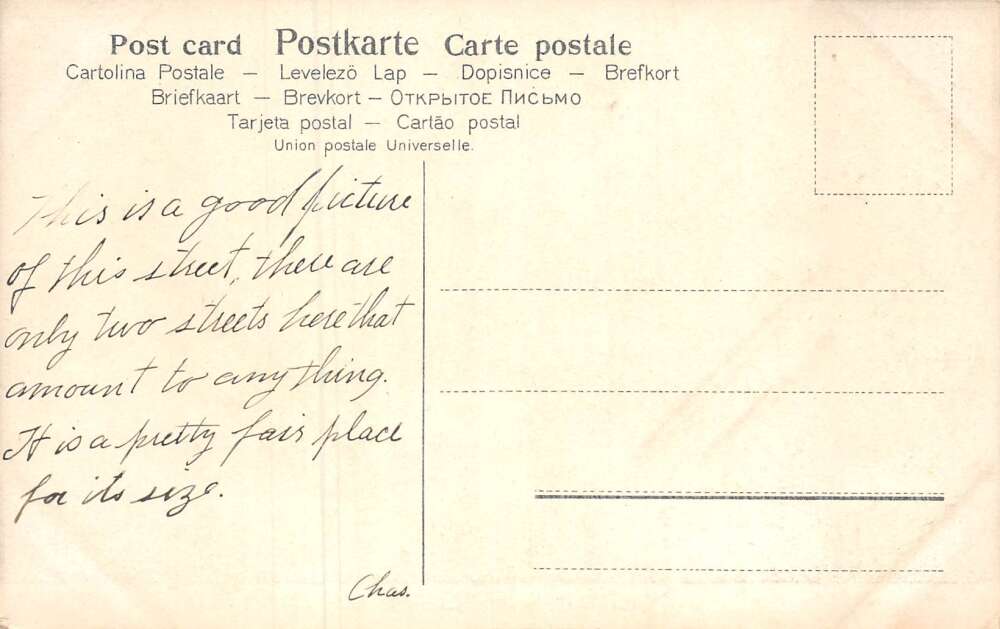 Post card Postkarte Carte postale
Cartolina Postale — Levelező Lap — Dopisnice — Brefkort
Briefkaart — Brevkort — Открытое Письмо
Tarjeta postal — Cartão postal
Union postale Universelle.
This is a good picture
of this street, there are
only two streets here that
amount to anything.
It is a pretty fair place
for its size.
Chas.